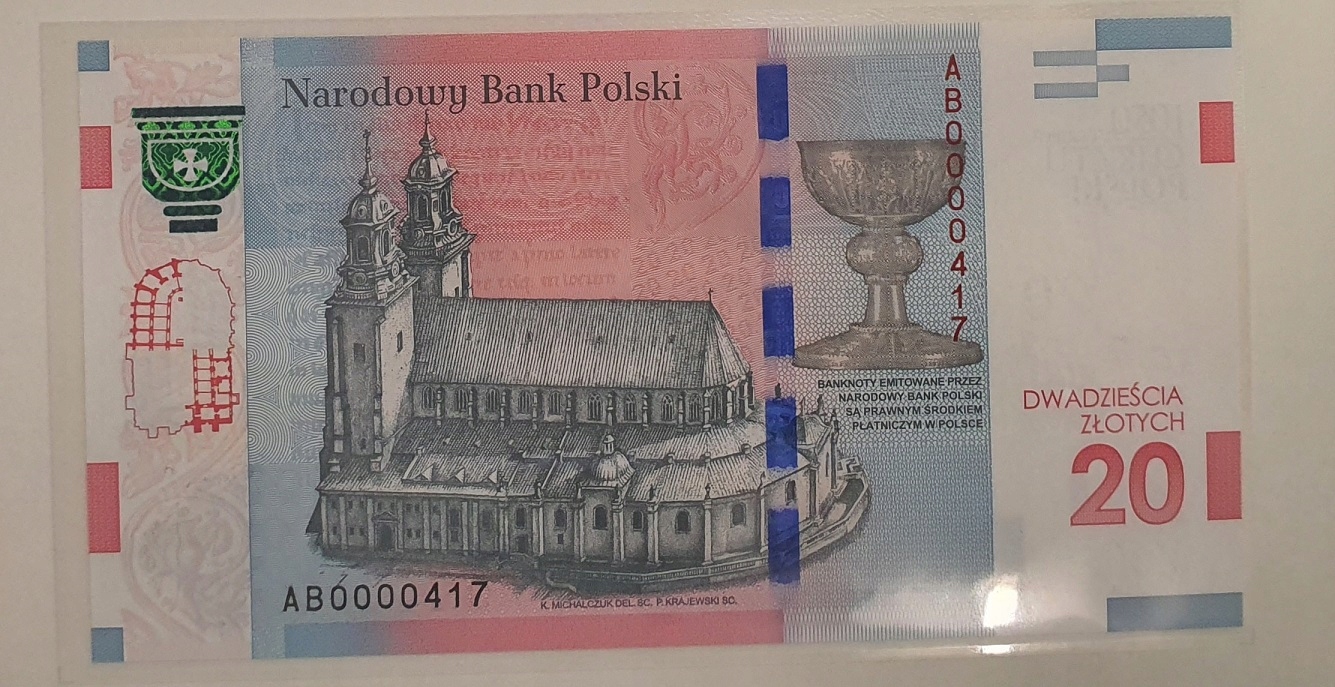 Narodowy Bank Polski
AB0000417
BANKNOTY EMITOWANE PRZEZ
NARODOWY BANK POLSKI
SĄ PRAWNYM ŚRODKIEM
PŁATNICZYM W POLSCE
DWADZIEŚCIA
ZŁOTYCH
20
AB0000417
K. MICHALCZUK DEL. SC. P. KRAJEWSKI SC.